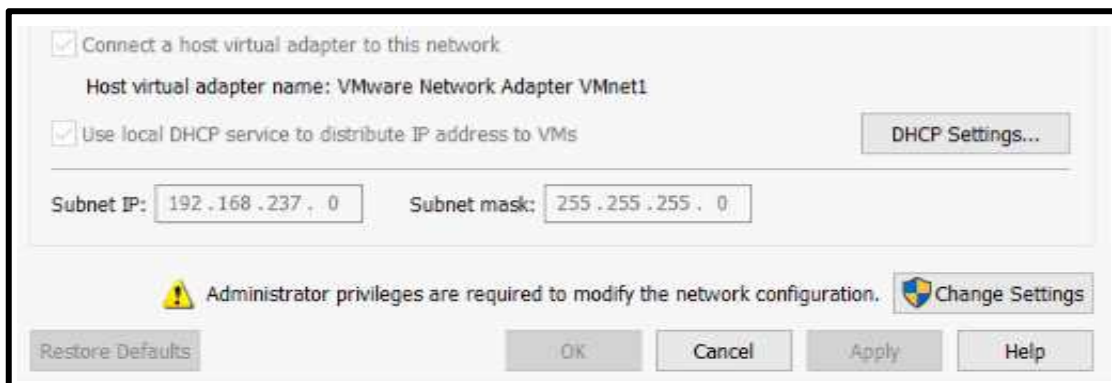 Connect a host virtual adapter to this network
Host virtual adapter name: VMware Network Adapter VMnet1
Use local DHCP service to distribute IP address to VMs DHCP Settings...
Subnet IP: 192 . 168 . 237 . 0 Subnet mask: 255 . 255 . 255 . 0
Administrator privileges are required to modify the network configuration. Change Settings
Restore Defaults OK Cancel Apply Help